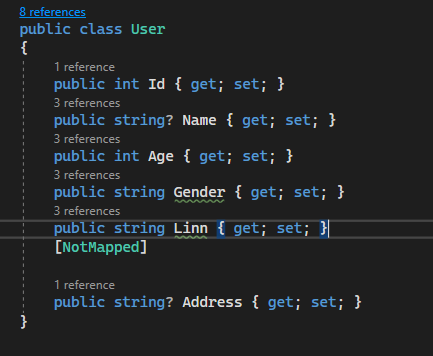 8 references
public class User
{
1 reference
public int Id { get; set; }
3 references
public string? Name { get; set; }
3 references
public int Age { get; set; }
3 references
public string Gender { get; set; }
3 references
public string Linn { get; set; }
[NotMapped]
1 reference
public string? Address { get; set; }
}